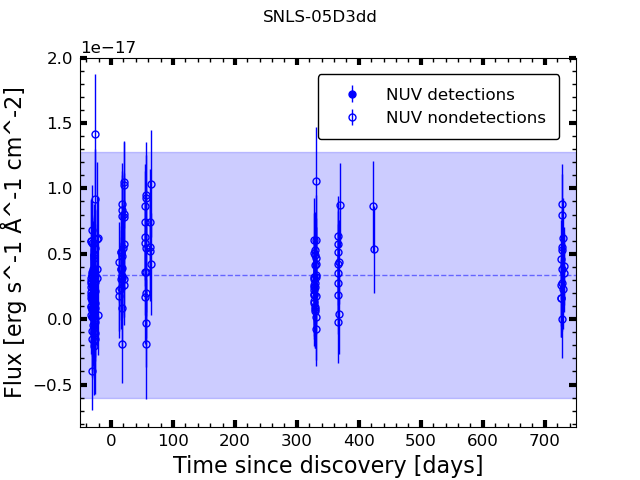 SNLS-05D3dd
1e−17
2.0
1.5
1.0
0.5
0.0
−0.5
Flux [erg s^-1 Å^-1 cm^-2]
NUV detections
NUV nondetections
0 100 200 300 400 500 600 700
Time since discovery [days]